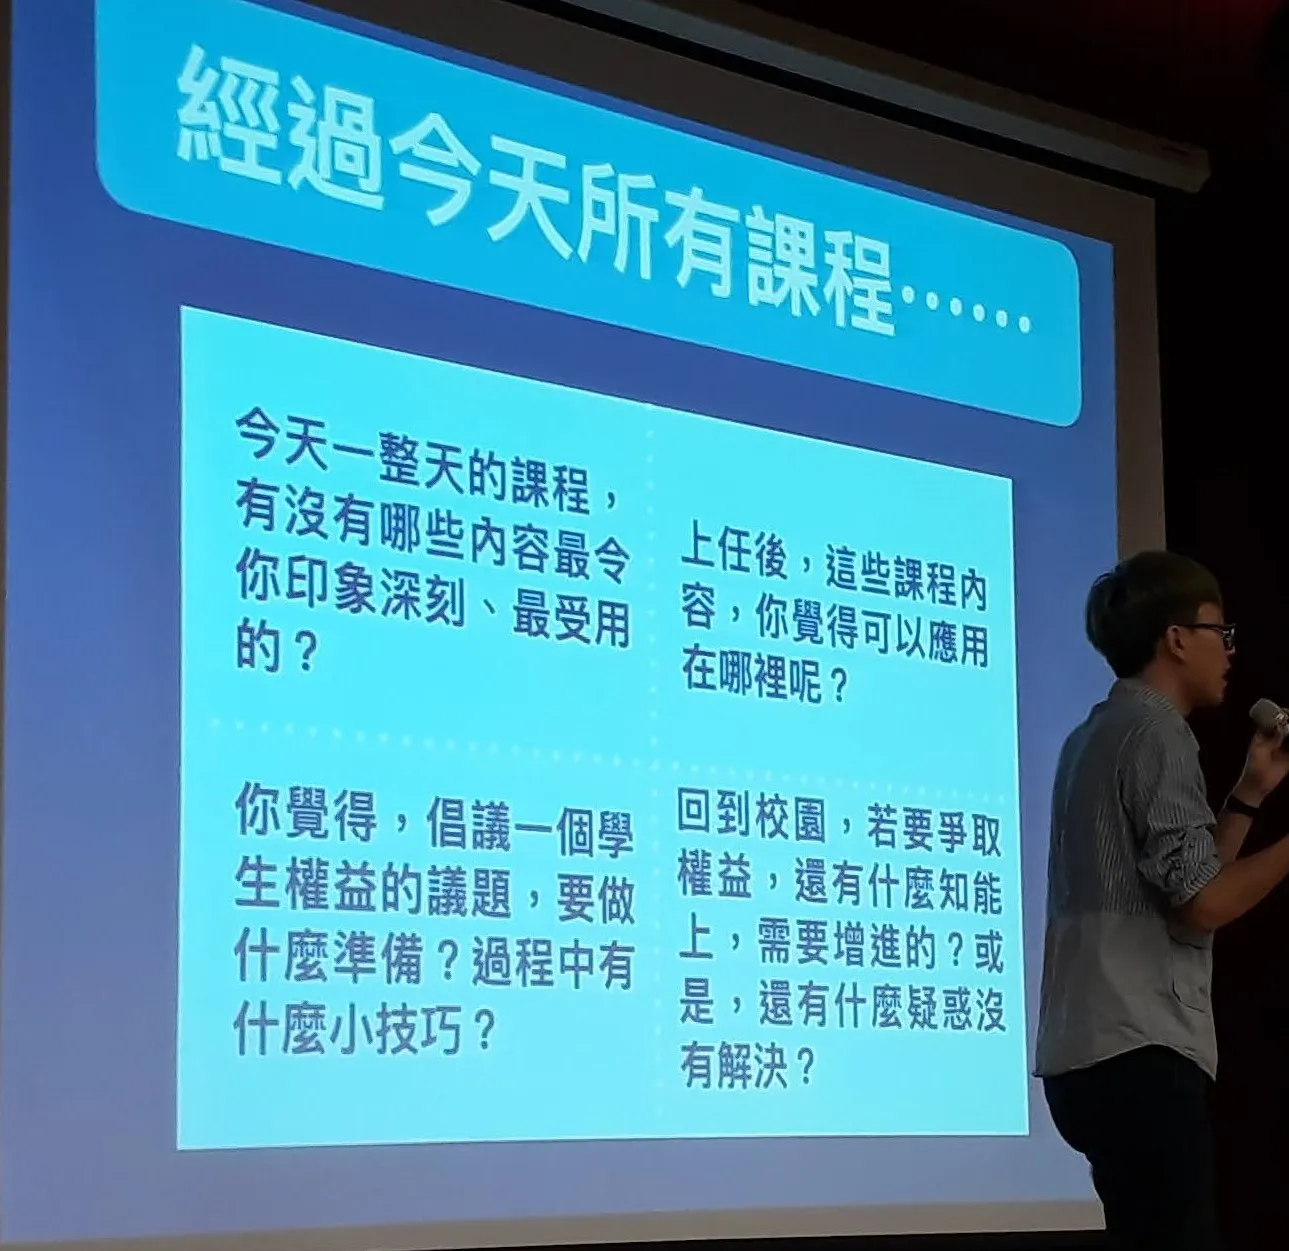 經過今天所有課程……
今天一整天的課程，
有沒有哪些內容最令
你印象深刻、最受用
的？
上任後，這些課程內
容，你覺得可以應用
在哪裡呢？
你覺得，倡議一個學
生權益的議題，要做
什麼準備？過程中有
什麼小技巧？
回到校園，若要爭取
權益，還有什麼知能
上，需要增進的？或
是，還有什麼疑惑沒
有解決？